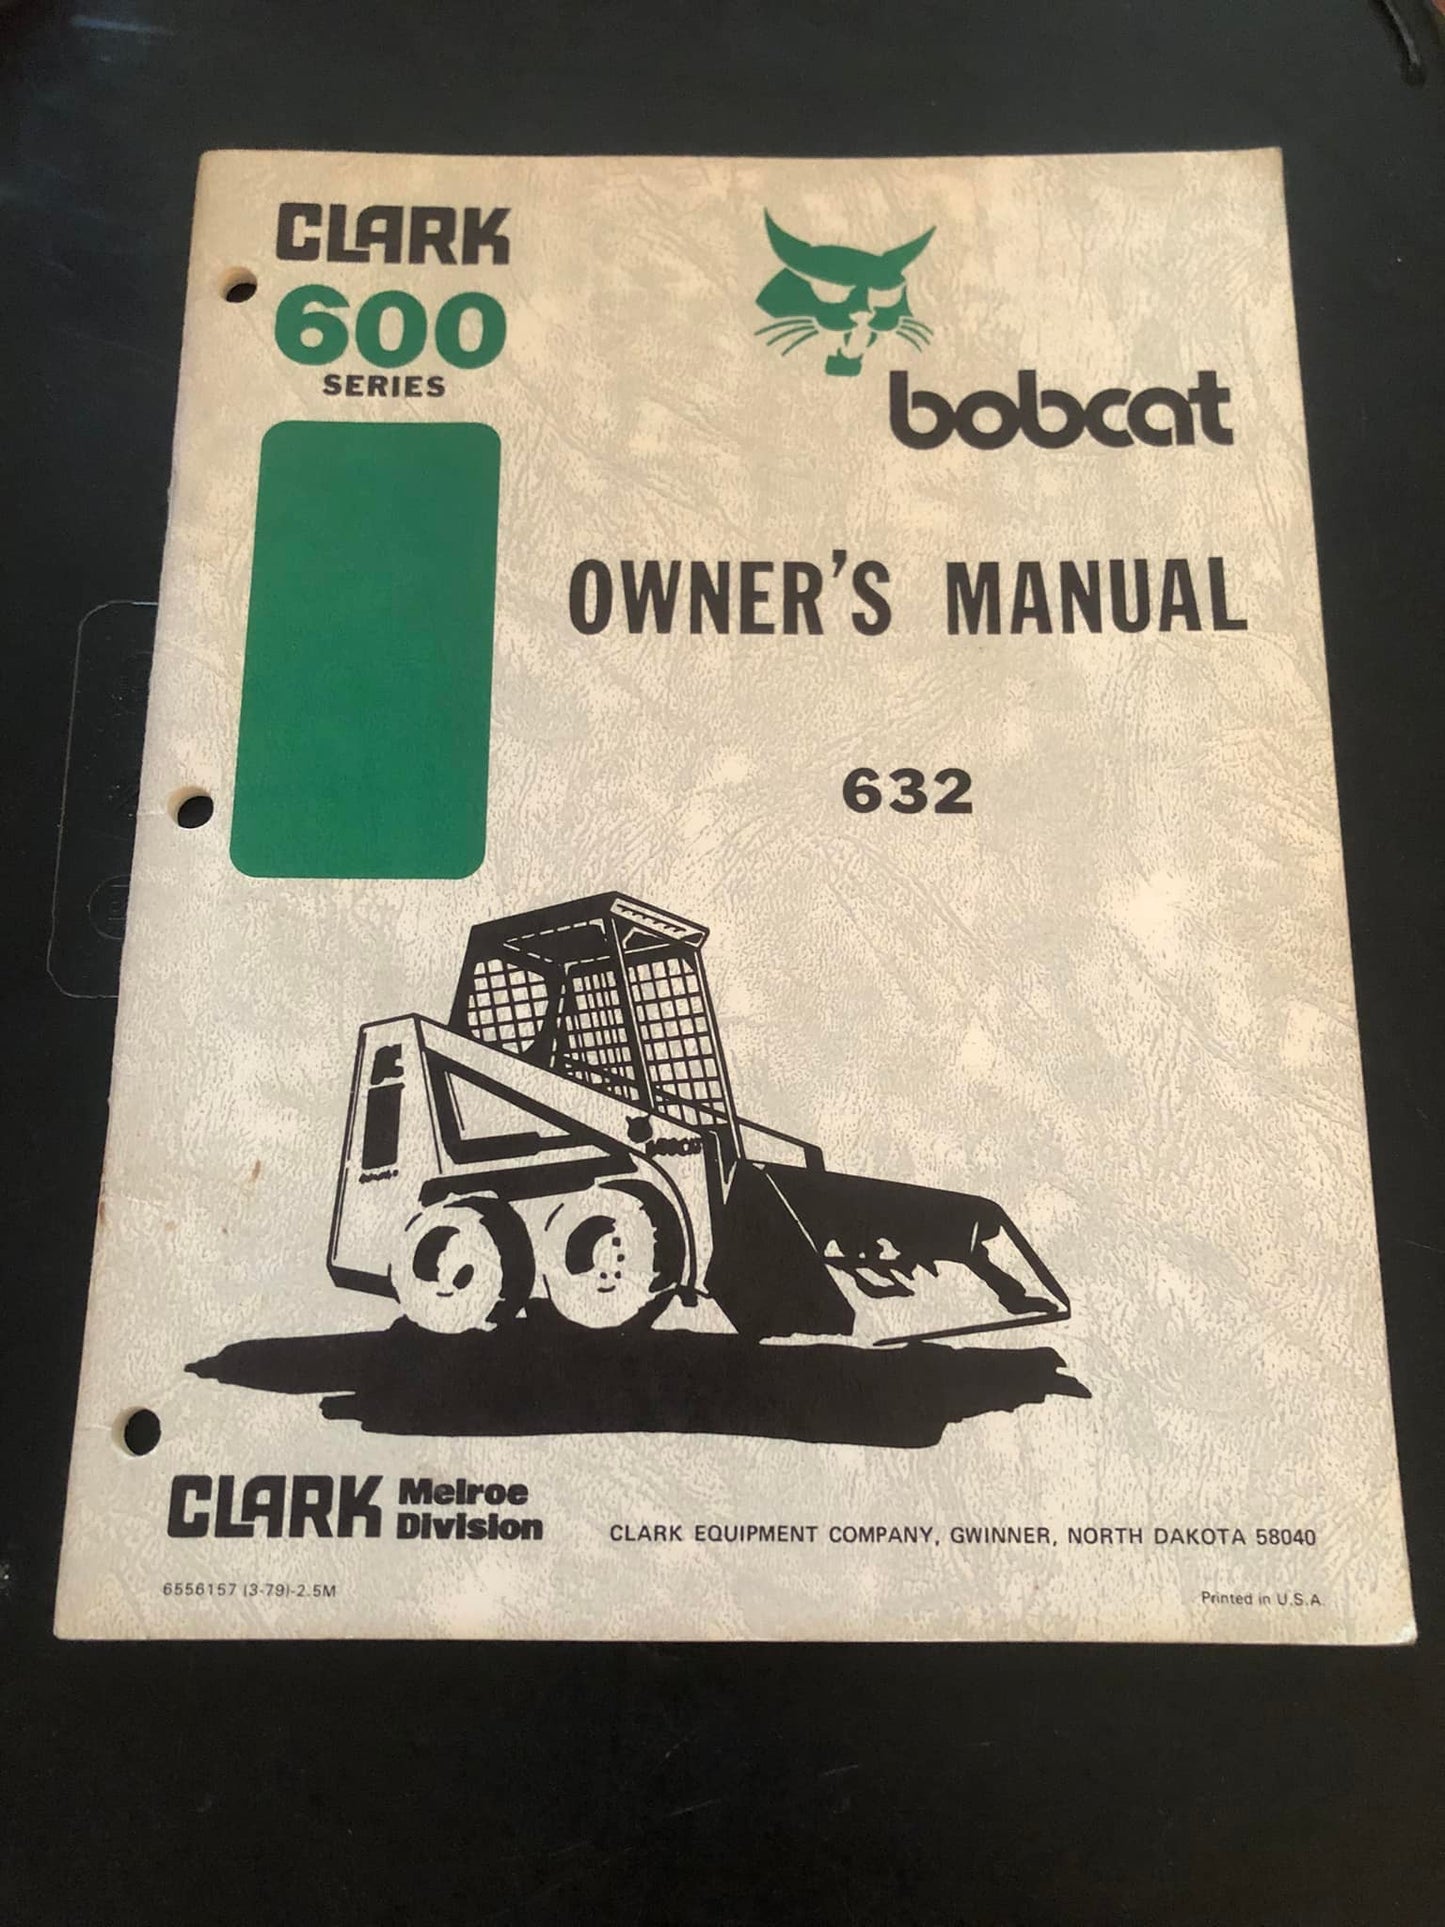 CLARK
600
SERIES
bobcat
OWNER'S MANUAL
632
CLARK Melroe
Division
CLARK EQUIPMENT COMPANY, GWINNER, NORTH DAKOTA 58040
6556157 (3-79)-2.5M
Printed in U.S.A.